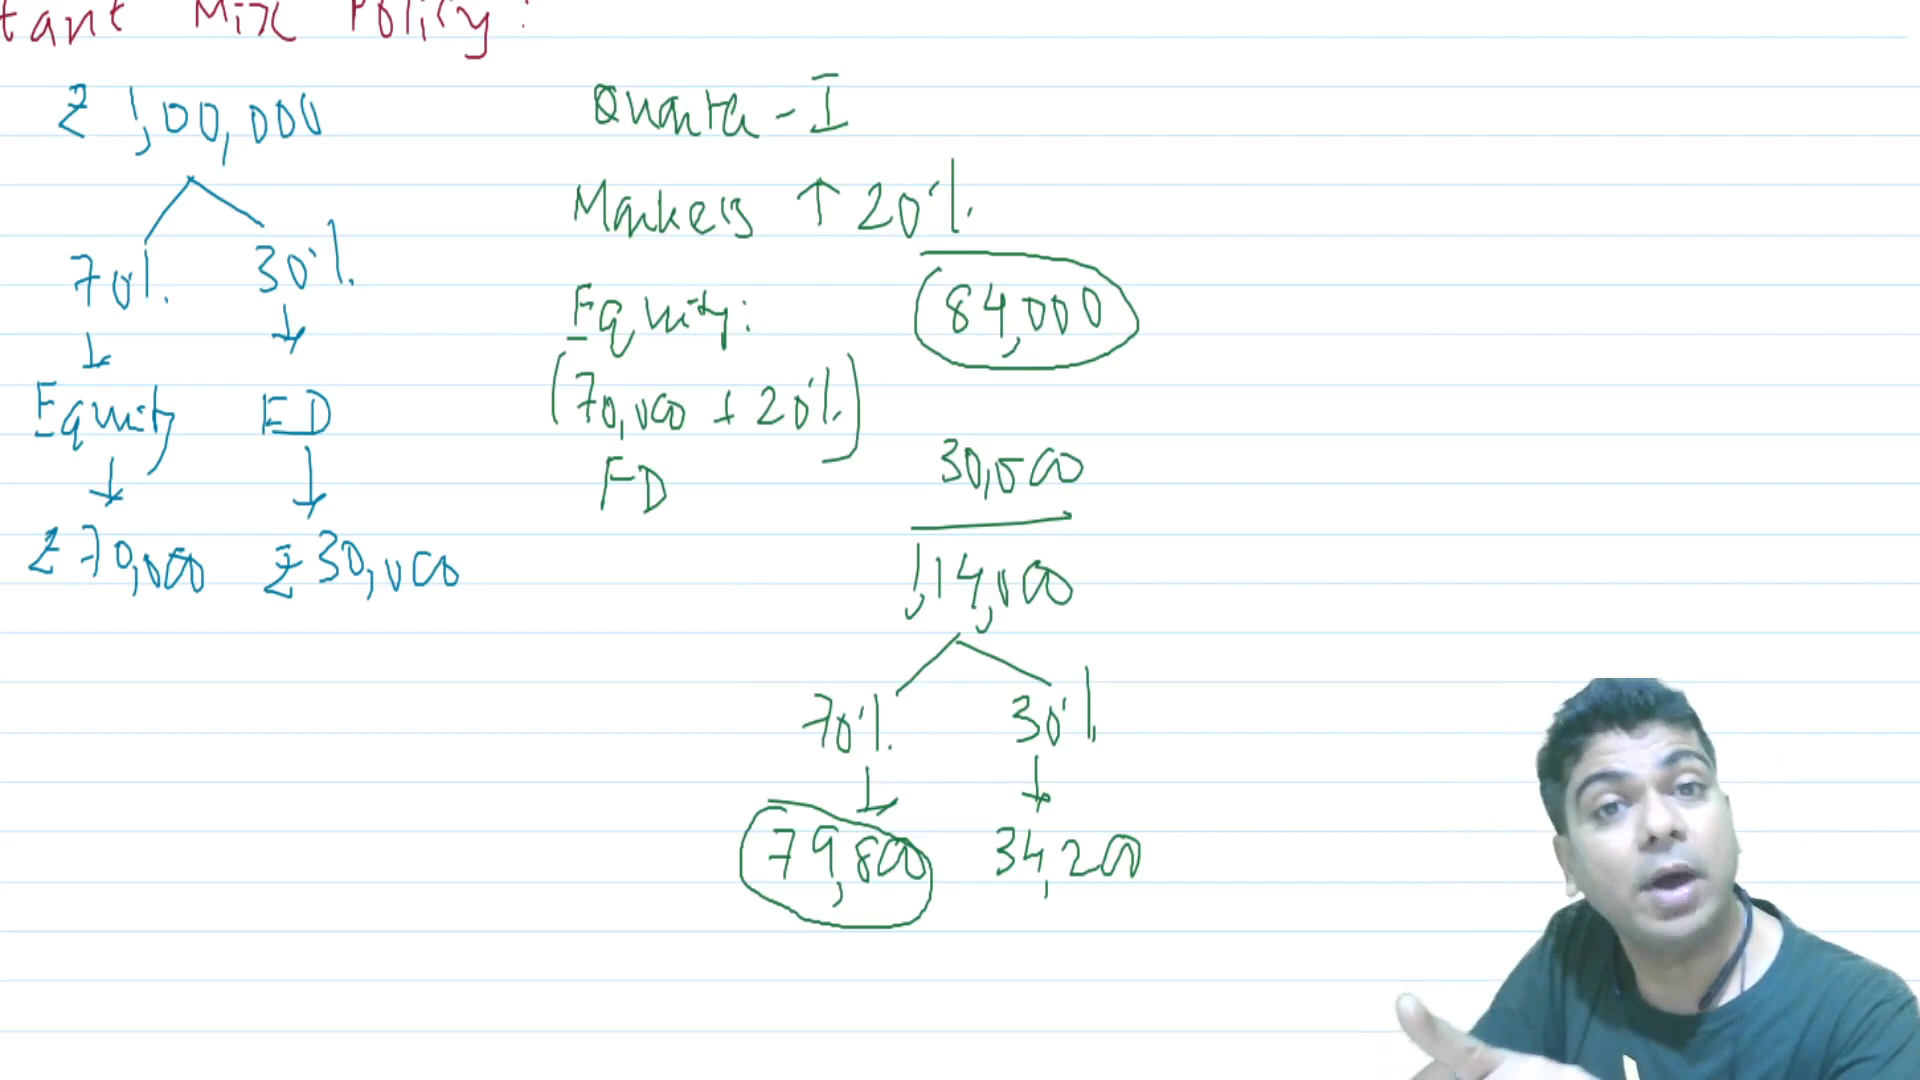 tant Mix Policy:
₹ 1,00,000
70% 30%
Equity FD
₹ 70,000 ₹ 30,000
Quarter - I
Markets ↑ 20%
Equity: 84,000
(70,000 + 20%)
FD 30,000
1,14,000
70% 30%
79,800 34,200